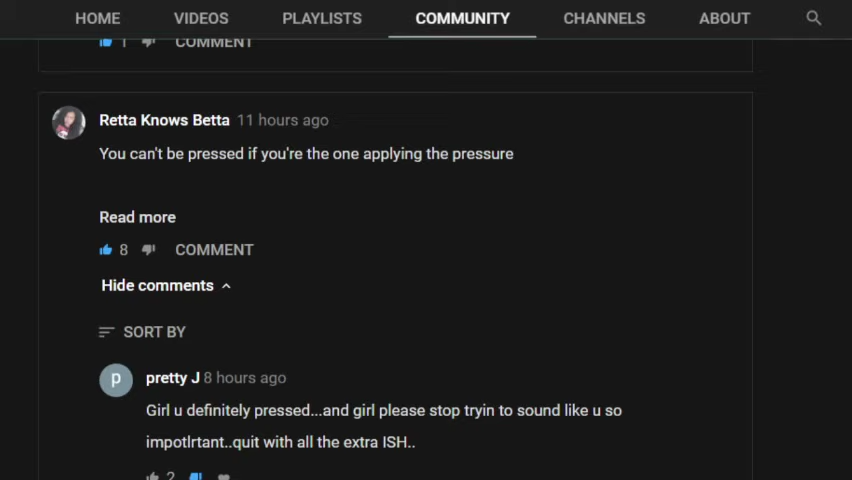 HOME VIDEOS PLAYLISTS COMMUNITY CHANNELS ABOUT
1 COMMENT
Retta Knows Betta 11 hours ago
You can't be pressed if you're the one applying the pressure
Read more
8 COMMENT
Hide comments
SORT BY
p pretty J 8 hours ago
Girl u definitely pressed...and girl please stop tryin to sound like u so
impotlrtant..quit with all the extra ISH..
2